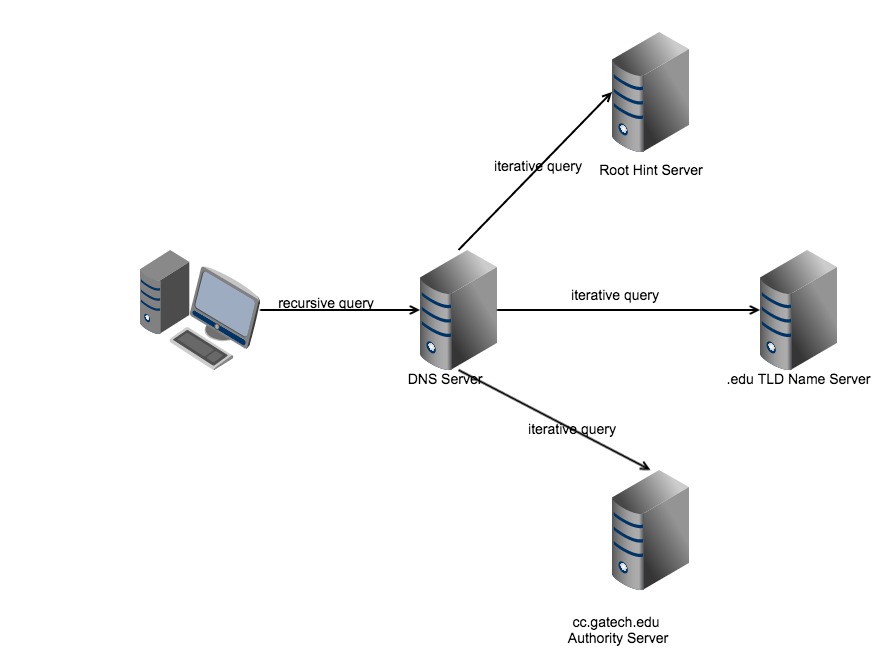 iterative query
Root Hint Server
recursive query
iterative query
DNS Server
.edu TLD Name Server
iterative query
cc.gatech.edu
Authority Server